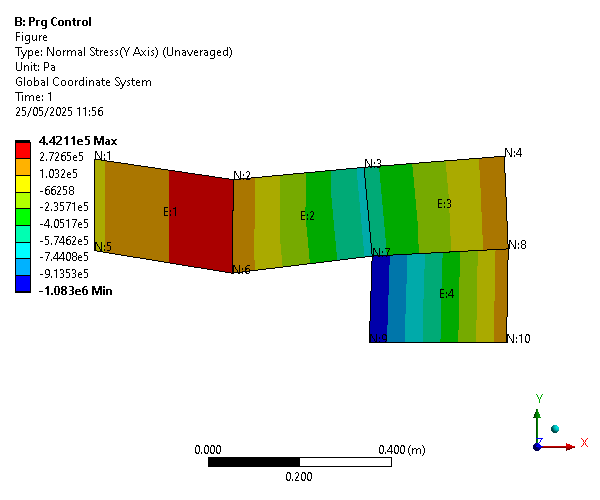 B: Prg Control
Figure
Type: Normal Stress(Y Axis) (Unaveraged)
Unit: Pa
Global Coordinate System
Time: 1
25/05/2025 11:56
4.4211e5 Max
2.7265e5
1.032e5
-66258
-2.3571e5
-4.0517e5
-5.7462e5
-7.4408e5
-9.1353e5
-1.083e6 Min
N:1
N:2
N:3
N:4
E:1
E:2
E:3
N:5
N:6
N:7
N:8
E:4
N:9
N:10
0.000
0.400 (m)
0.200
Y
Z
X